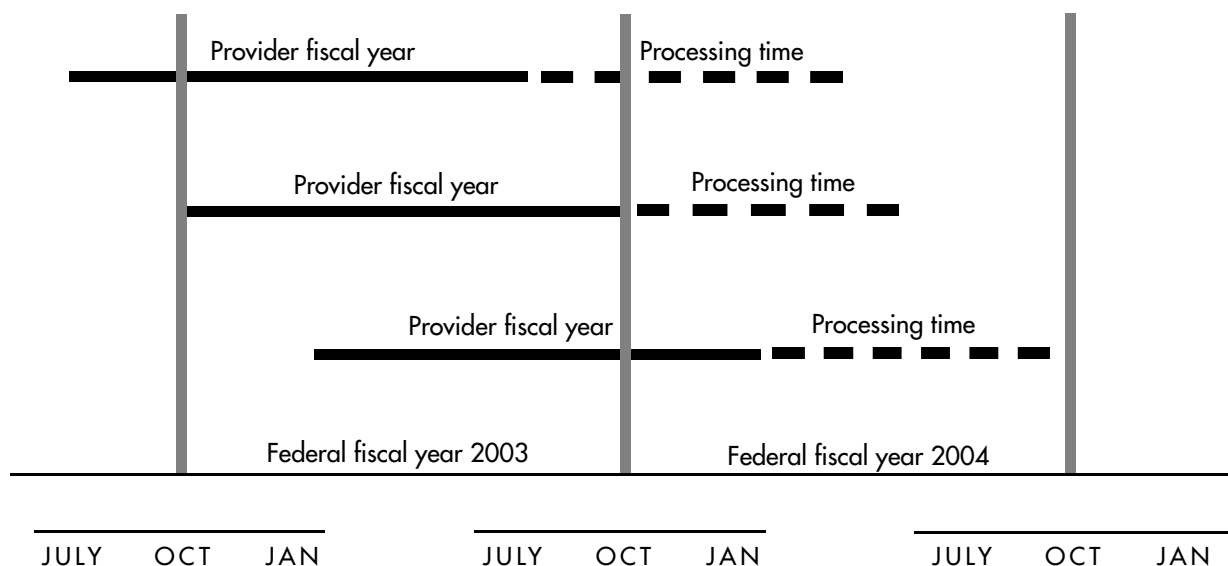 Provider fiscal year
Processing time
Provider fiscal year
Processing time
Provider fiscal year
Processing time
Federal fiscal year 2003
Federal fiscal year 2004
JULY OCT JAN JULY OCT JAN JULY OCT JAN